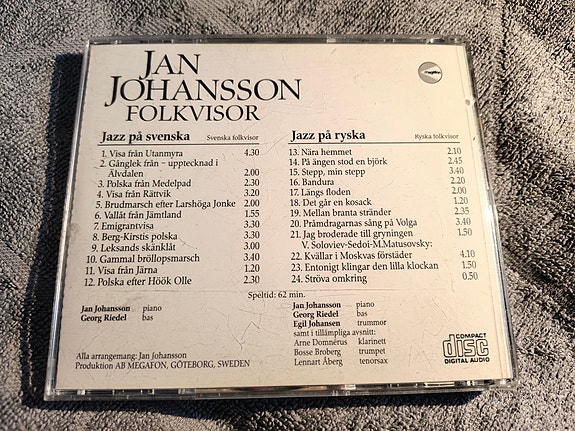 JAN
JOHANSSON
FOLKVISOR
Jazz på svenska Svenska folkvisor
1. Visa från Utanmyra 4.30
2. Gånglek från – upptecknad i
Älvdalen 2.00
3. Polska från Medelpad 2.30
4. Visa från Rättvik 3.20
5. Brudmarsch efter Larshöga Jonke 2.00
6. Vallåt från Jämtland 1.55
7. Emigrantvisa 3.30
8. Berg-Kirstis polska 3.30
9. Leksands skänklåt 3.00
10. Gammal bröllopsmarsch 3.40
11. Visa från Järna 1.20
12. Polska efter Höök Olle 2.30
Jazz på ryska Ryska folkvisor
13. Nära hemmet 2.10
14. På ängen stod en björk 2.45
15. Stepp, min stepp 3.40
16. Bandura 2.20
17. Längs floden 2.00
18. Det går en kosack 1.20
19. Mellan branta stränder 2.35
20. Pråmdragarnas sång på Volga 3.40
21. Jag broderade till gryningen 1.50
V. Soloviev-Sedoi-M.Matusovsky:
22. Kvällar i Moskvas förstäder 4.10
23. Entonigt klingar den lilla klockan 1.50
24. Ströva omkring 0.50
Speltid: 62 min.
Jan Johansson piano
Georg Riedel bas
Jan Johansson piano
Georg Riedel bas
Egil Johansen trummor
samt i tillämpliga avsnitt:
Arne Domnérus klarinett
Bosse Broberg trumpet
Lennart Åberg tenorsax
Alla arrangemang: Jan Johansson
Produktion AB MEGAFON, GÖTEBORG, SWEDEN
COMPACT
disc
DIGITAL AUDIO